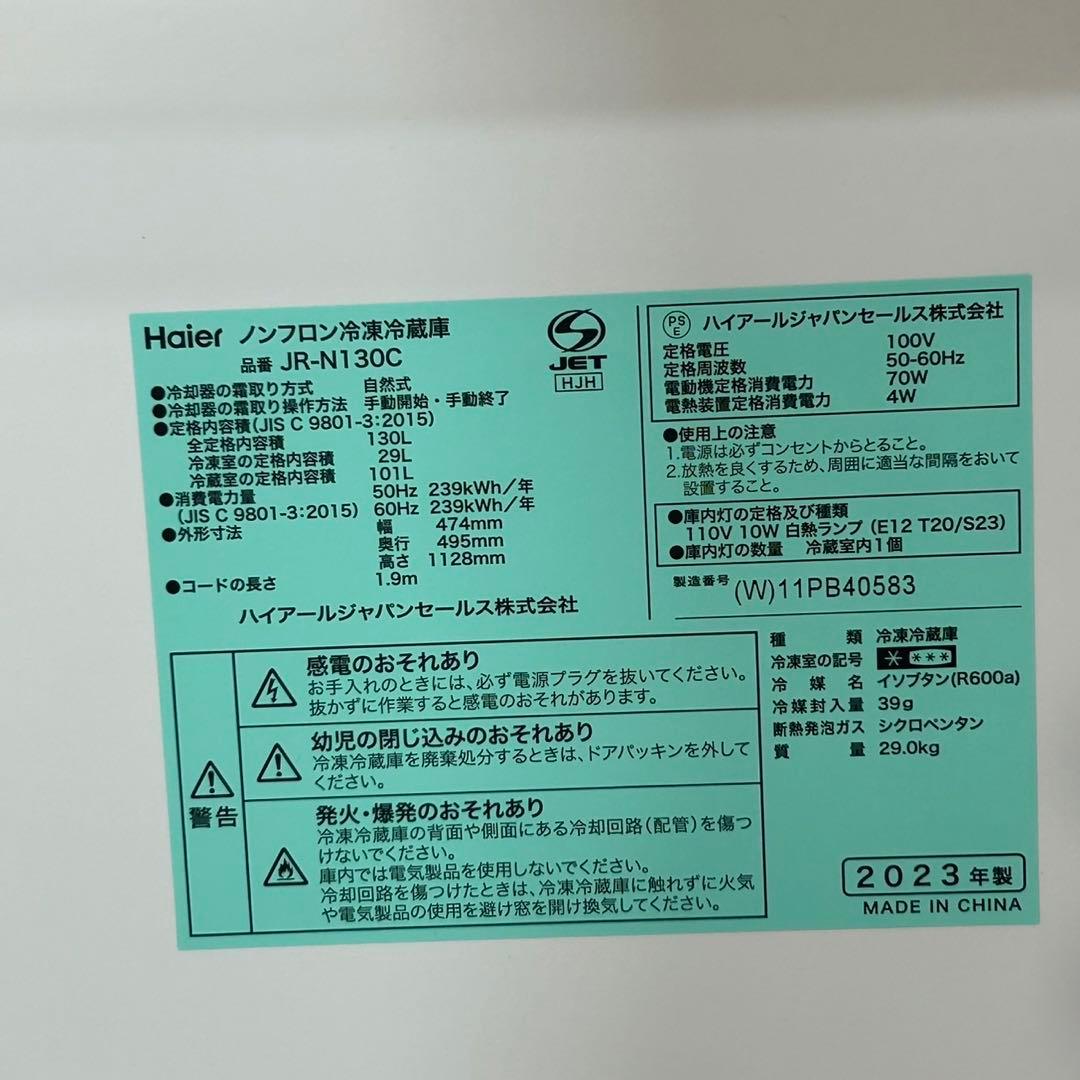 Haier ノンフロン冷凍冷蔵庫
品番 JR-N130C
JET
HJH
●冷却器の霜取り方式 自然式
●冷却器の霜取り操作方法 手動開始・手動終了
●定格内容積(JIS C 9801-3:2015)
全定格内容積 130L
冷凍室の定格内容積 29L
冷蔵室の定格内容積 101L
●消費電力量 50Hz 239kWh/年
(JIS C 9801-3:2015) 60Hz 239kWh/年
●外形寸法 幅 474mm
奥行 495mm
高さ 1128mm
●コードの長さ 1.9m
ハイアールジャパンセールス株式会社
PS
E
ハイアールジャパンセールス株式会社
定格電圧 100V
定格周波数 50-60Hz
電動機定格消費電力 70W
電熱装置定格消費電力 4W
●使用上の注意
1.電源は必ずコンセントからとること。
2.放熱を良くするため、周囲に適当な間隔をおいて
設置すること。
●庫内灯の定格及び種類
110V 10W 白熱ランプ (E12 T20/S23)
●庫内灯の数量 冷蔵室内1個
製造番号 (W)11PB40583
種類 冷凍冷蔵庫
冷凍室の記号 * ***
冷媒名 イソブタン(R600a)
冷媒封入量 39g
断熱発泡ガス シクロペンタン
質量 29.0kg
警告
感電のおそれあり
お手入れのときには、必ず電源プラグを抜いてください。
抜かずに作業すると感電のおそれがあります。
幼児の閉じ込みのおそれあり
冷凍冷蔵庫を廃棄処分するときは、ドアパッキンを外して
ください。
発火・爆発のおそれあり
冷凍冷蔵庫の背面や側面にある冷却回路(配管)を傷つ
けないでください。
庫内では電気製品を使用しないでください。
冷却回路を傷つけたときは、冷凍冷蔵庫に触れずに火気
や電気製品の使用を避け窓を開け換気してください。
2023年製
MADE IN CHINA